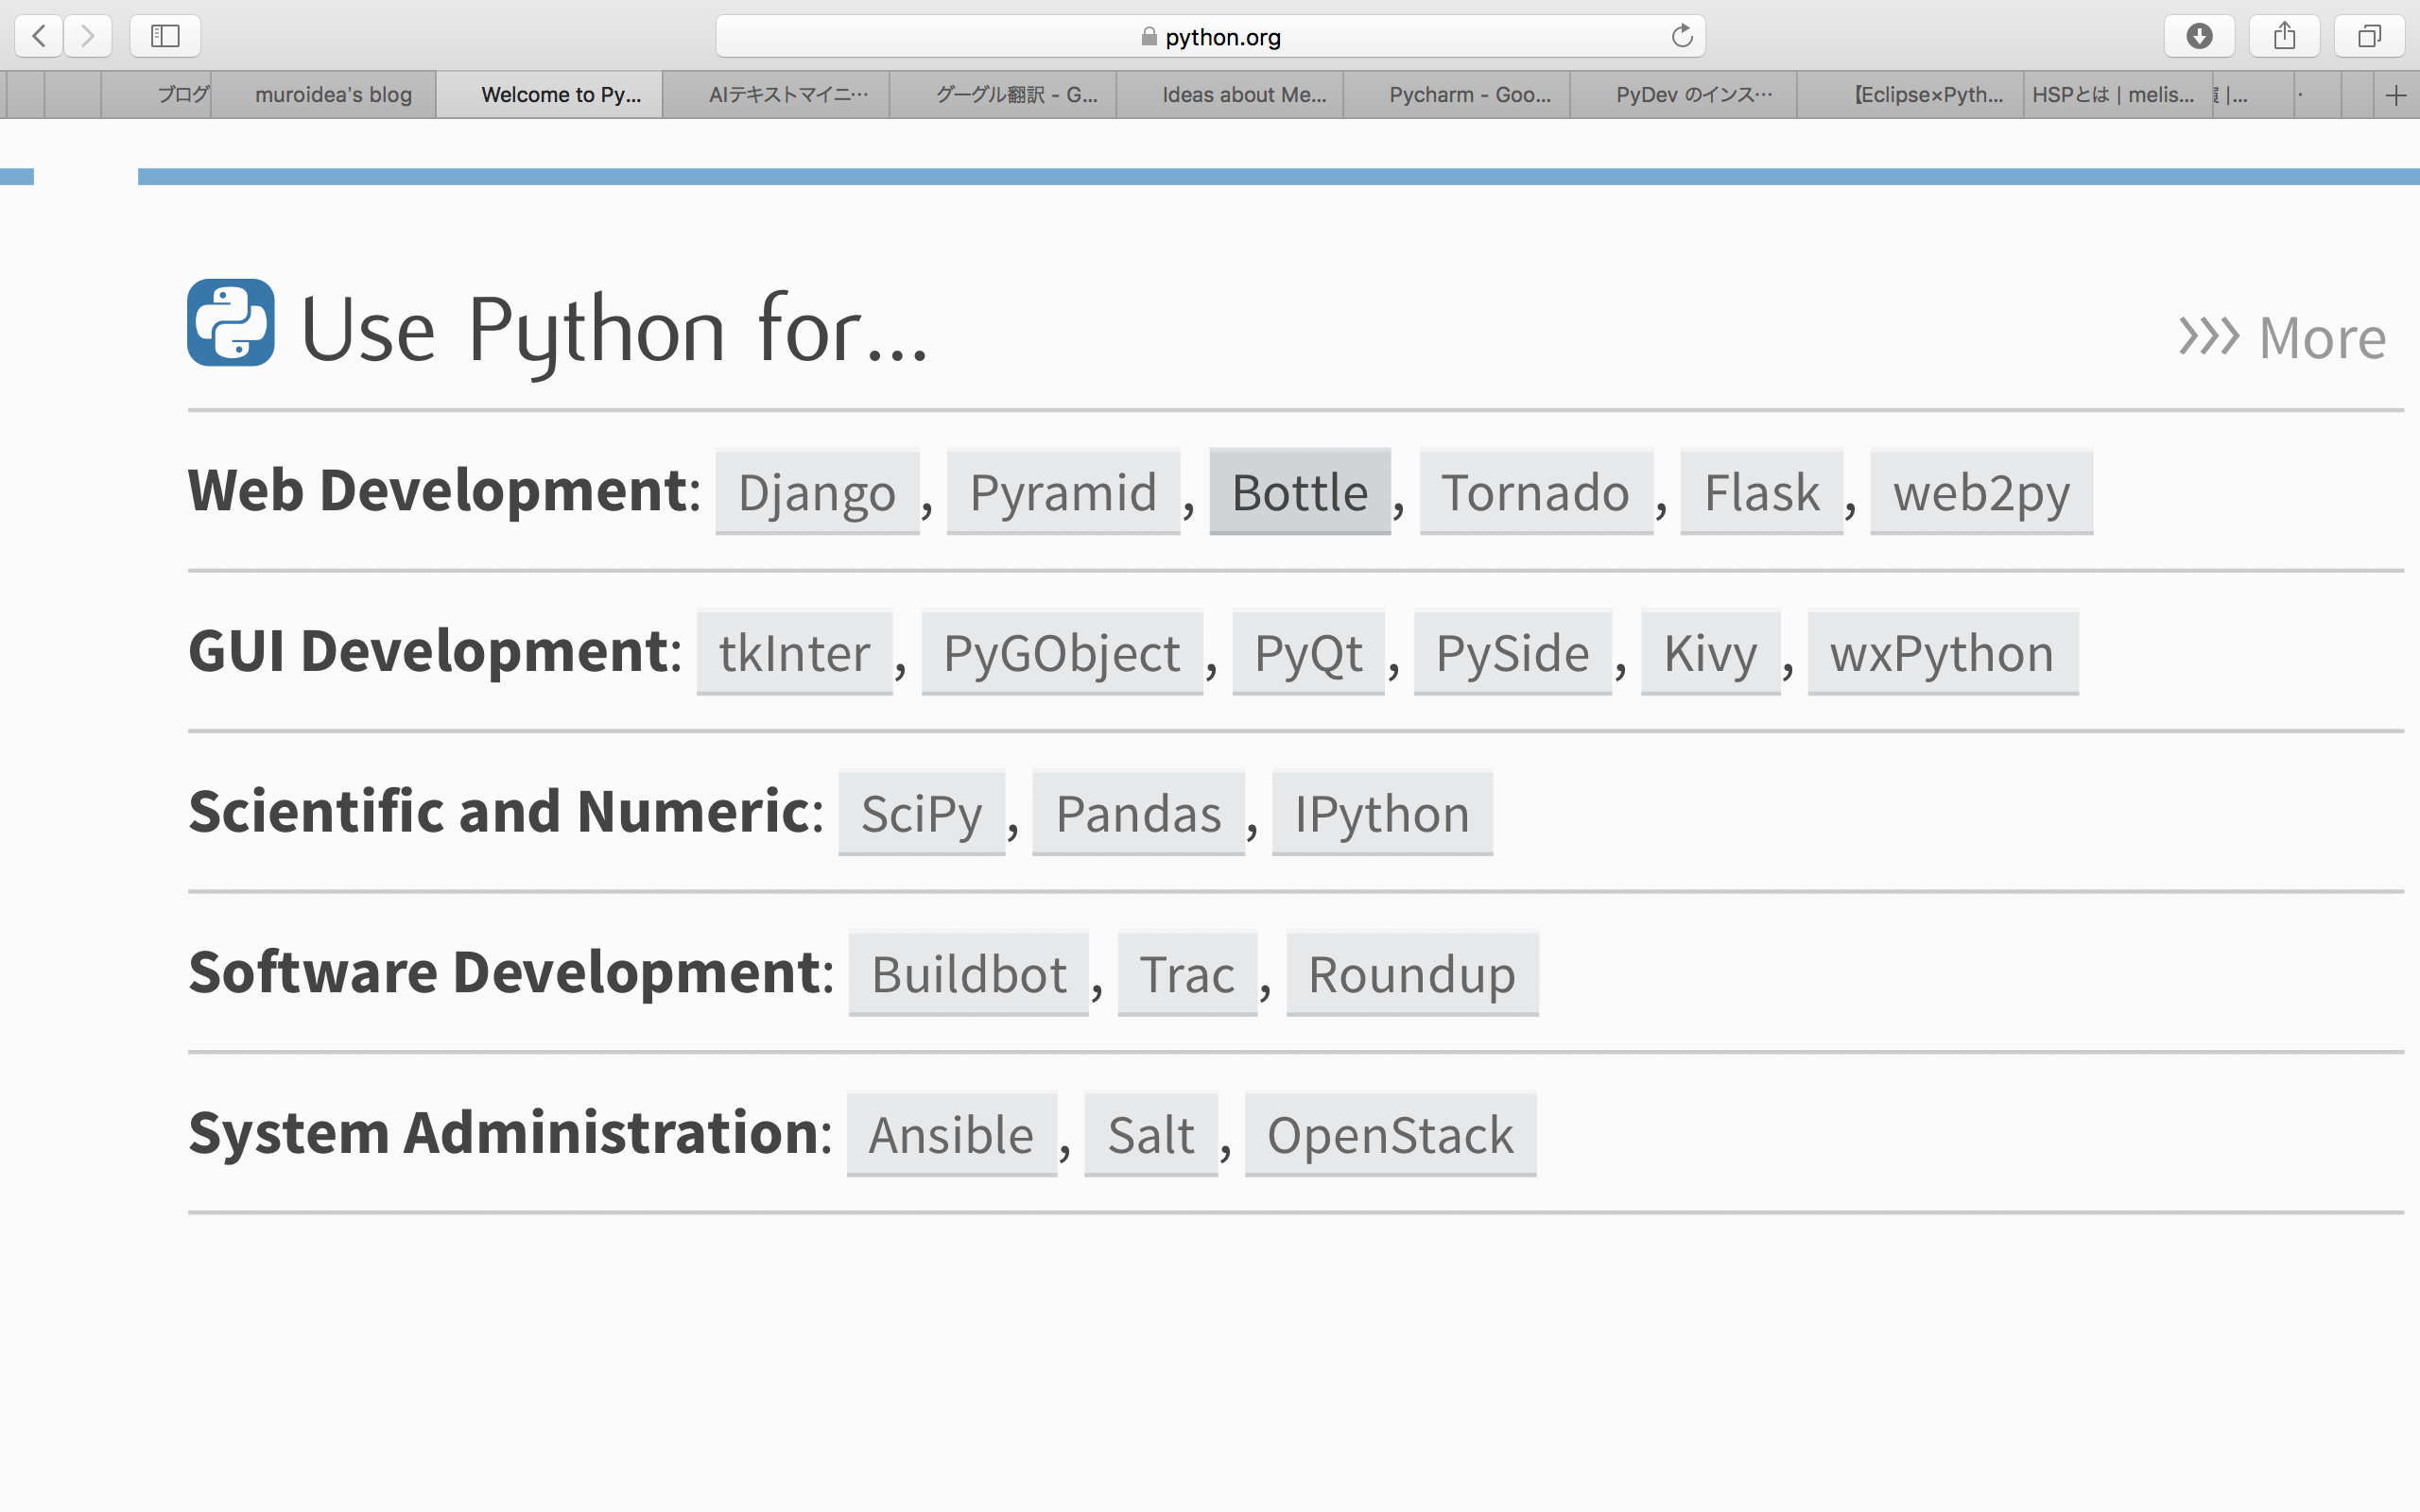 python.org
ブログ
muroidea's blog
Welcome to Py...
AIテキストマイニ…
グーグル翻訳 - G...
Ideas about Me...
Pycharm - Goo...
PyDev のインス…
【Eclipse×Pyth...
HSPとは | melis...
Use Python for...
More
Web Development: Django, Pyramid, Bottle, Tornado, Flask, web2py
GUI Development: tkInter, PyGObject, PyQt, PySide, Kivy, wxPython
Scientific and Numeric: SciPy, Pandas, IPython
Software Development: Buildbot, Trac, Roundup
System Administration: Ansible, Salt, OpenStack